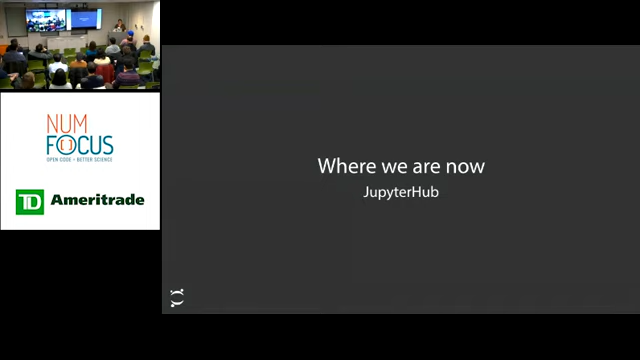 NUM
FOCUS
OPEN CODE = BETTER SCIENCE
TD Ameritrade
Where we are now
JupyterHub